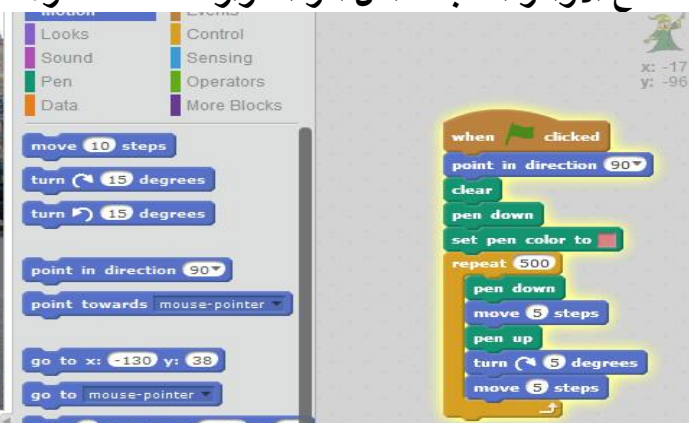 Motion
Events
Looks
Control
Sound
Sensing
Pen
Operators
Data
More Blocks
x: -17
y: -96
move 10 steps
turn 15 degrees
turn 15 degrees
point in direction 90
point towards mouse-pointer
go to x: -130 y: 38
go to mouse-pointer
when clicked
point in direction 90
clear
pen down
set pen color to
repeat 500
pen down
move 5 steps
pen up
turn 5 degrees
move 5 steps